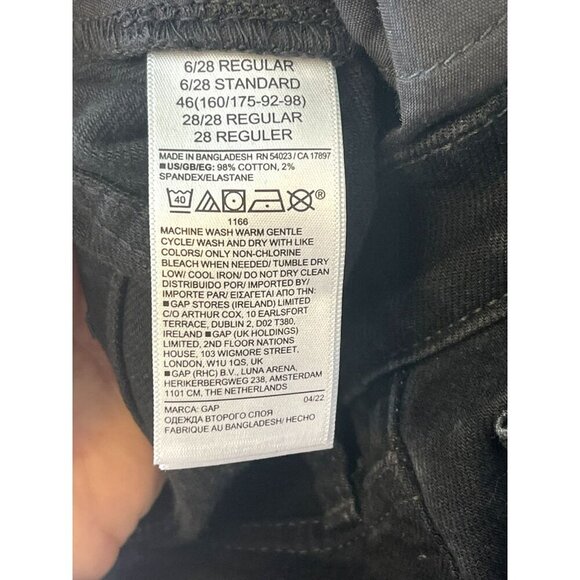 6/28 REGULAR
6/28 STANDARD
46(160/175-92-98)
28/28 REGULAR
28 REGULER
MADE IN BANGLADESH RN 54023 / CA 17897
■ US/GB/EG: 98% COTTON, 2%
SPANDEX/ELASTANE
40 ®
1166
MACHINE WASH WARM GENTLE
CYCLE/ WASH AND DRY WITH LIKE
COLORS/ ONLY NON-CHLORINE
BLEACH WHEN NEEDED/ TUMBLE DRY
LOW/ COOL IRON/ DO NOT DRY CLEAN
DISTRIBUIDO POR/ IMPORTED BY/
IMPORTE PAR/ ΕΙΣΑΓΕΤΑΙ ΑΠΟ ΤΗΝ:
■ GAP STORES (IRELAND) LIMITED
C/O ARTHUR COX, 10 EARLSFORT
TERRACE, DUBLIN 2, D02 T380,
IRELAND ■ GAP (UK HOLDINGS)
LIMITED, 2ND FLOOR NATIONS
HOUSE, 103 WIGMORE STREET,
LONDON, W1U 1QS, UK
■ GAP (RHC) B.V., LUNA ARENA,
HERIKERBERGWEG 238, AMSTERDAM
1101 CM, THE NETHERLANDS
04/22
MARCA: GAP
ОДЕЖДА ВТОРОГО СЛОЯ
FABRIQUE AU BANGLADESH/ HECHO